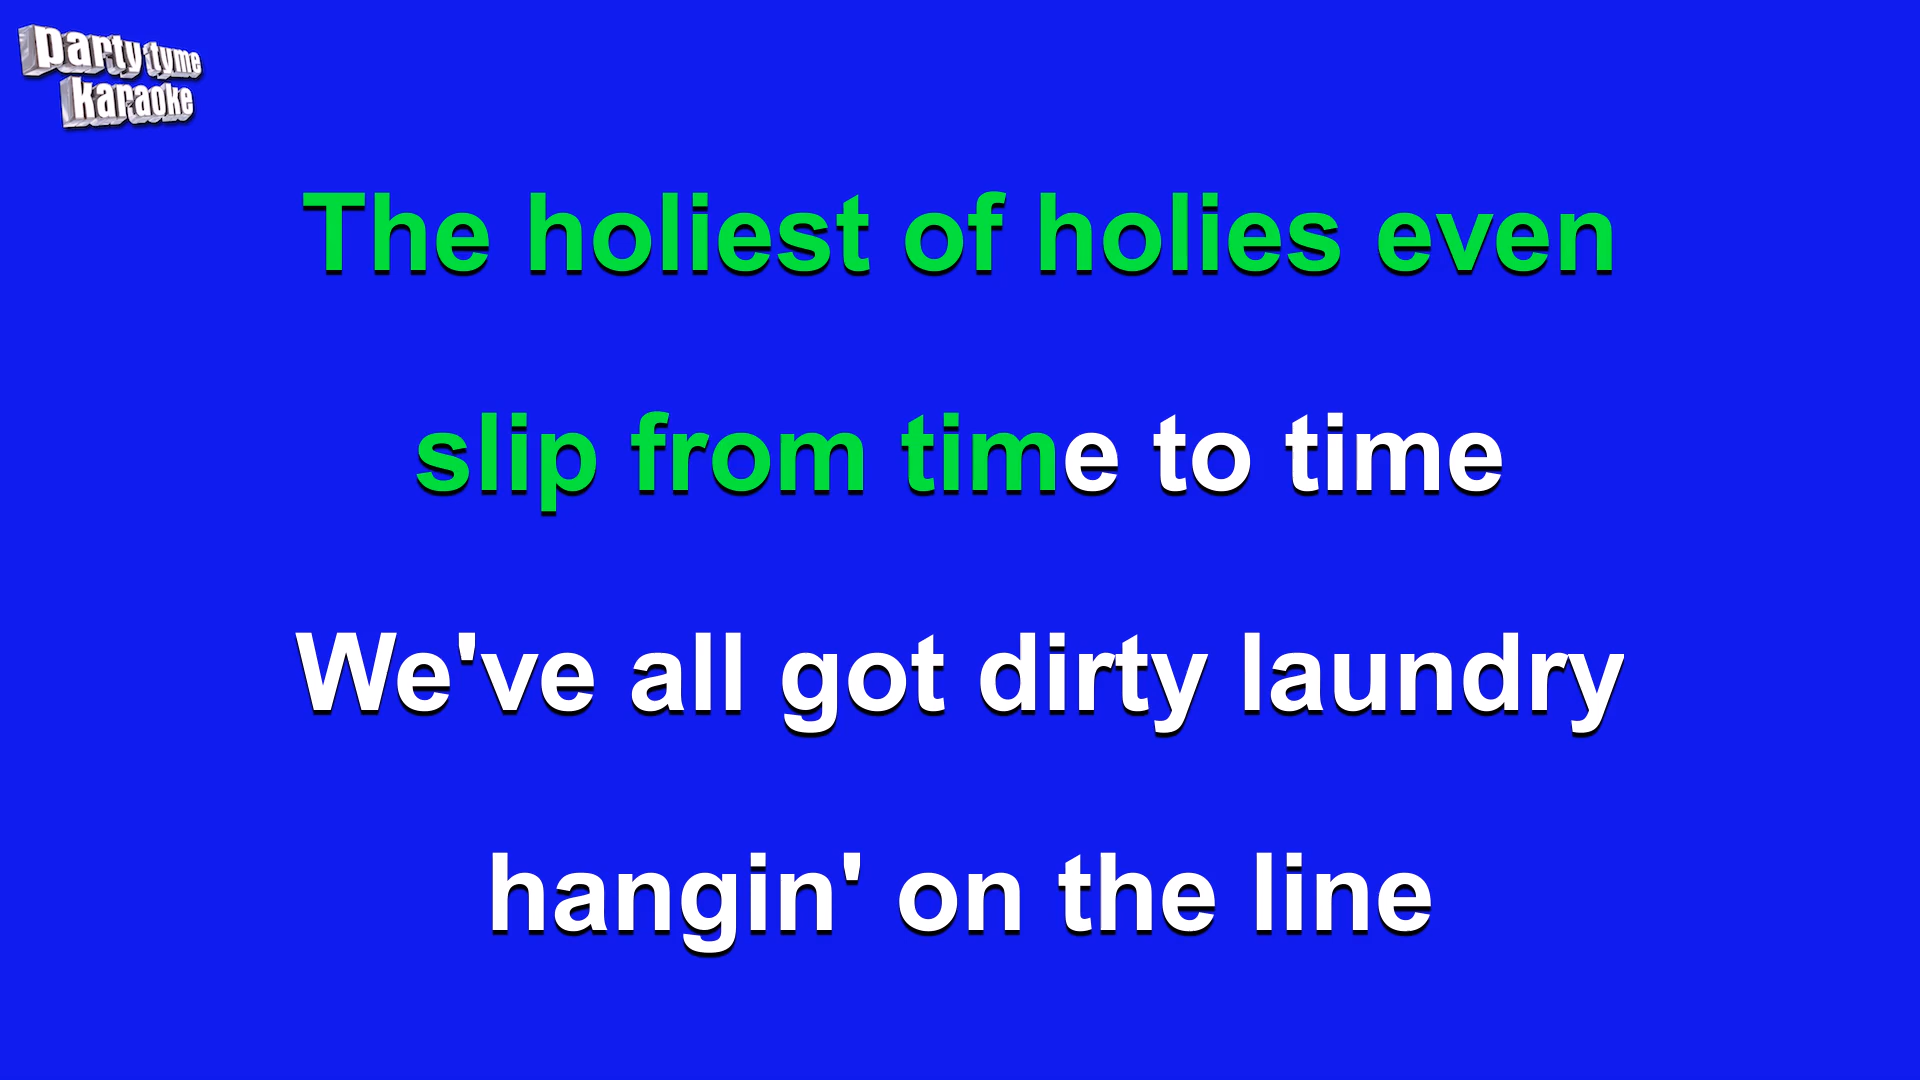 party tyme
karaoke
The holiest of holies even
slip from time to time
We've all got dirty laundry
hangin' on the line